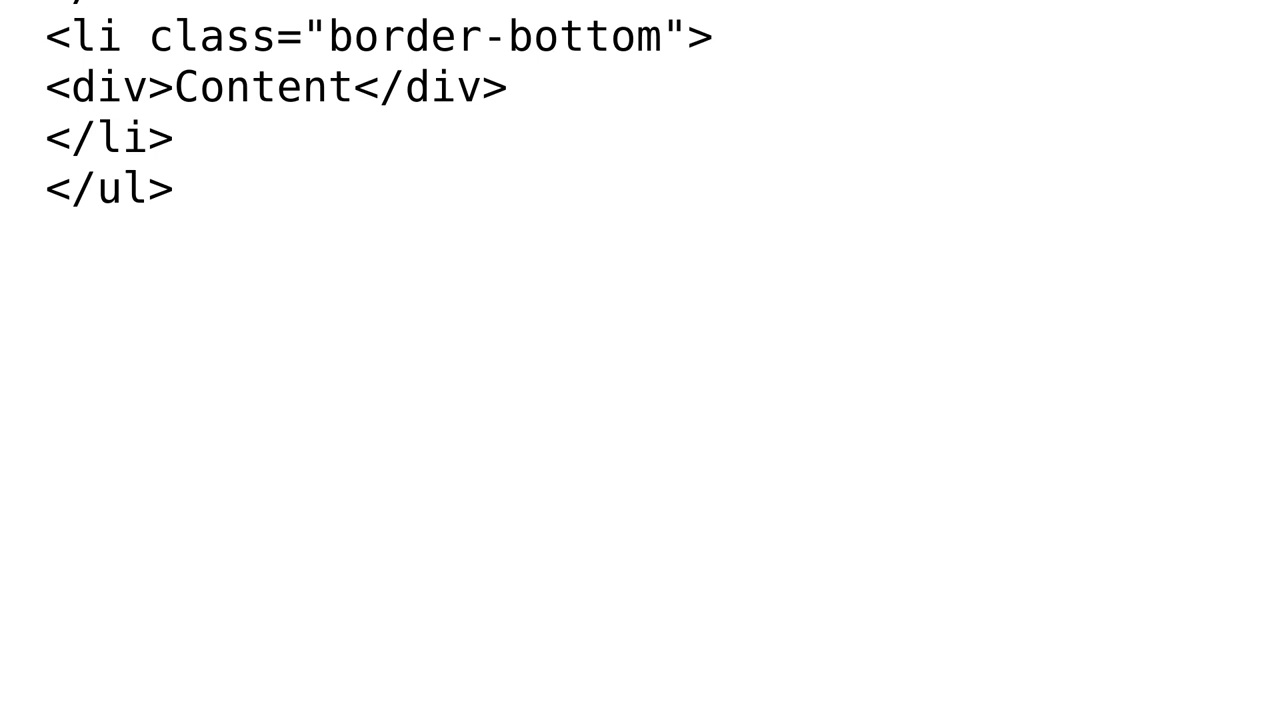 <li class="border-bottom">
<div>Content</div>
</li>
</ul>